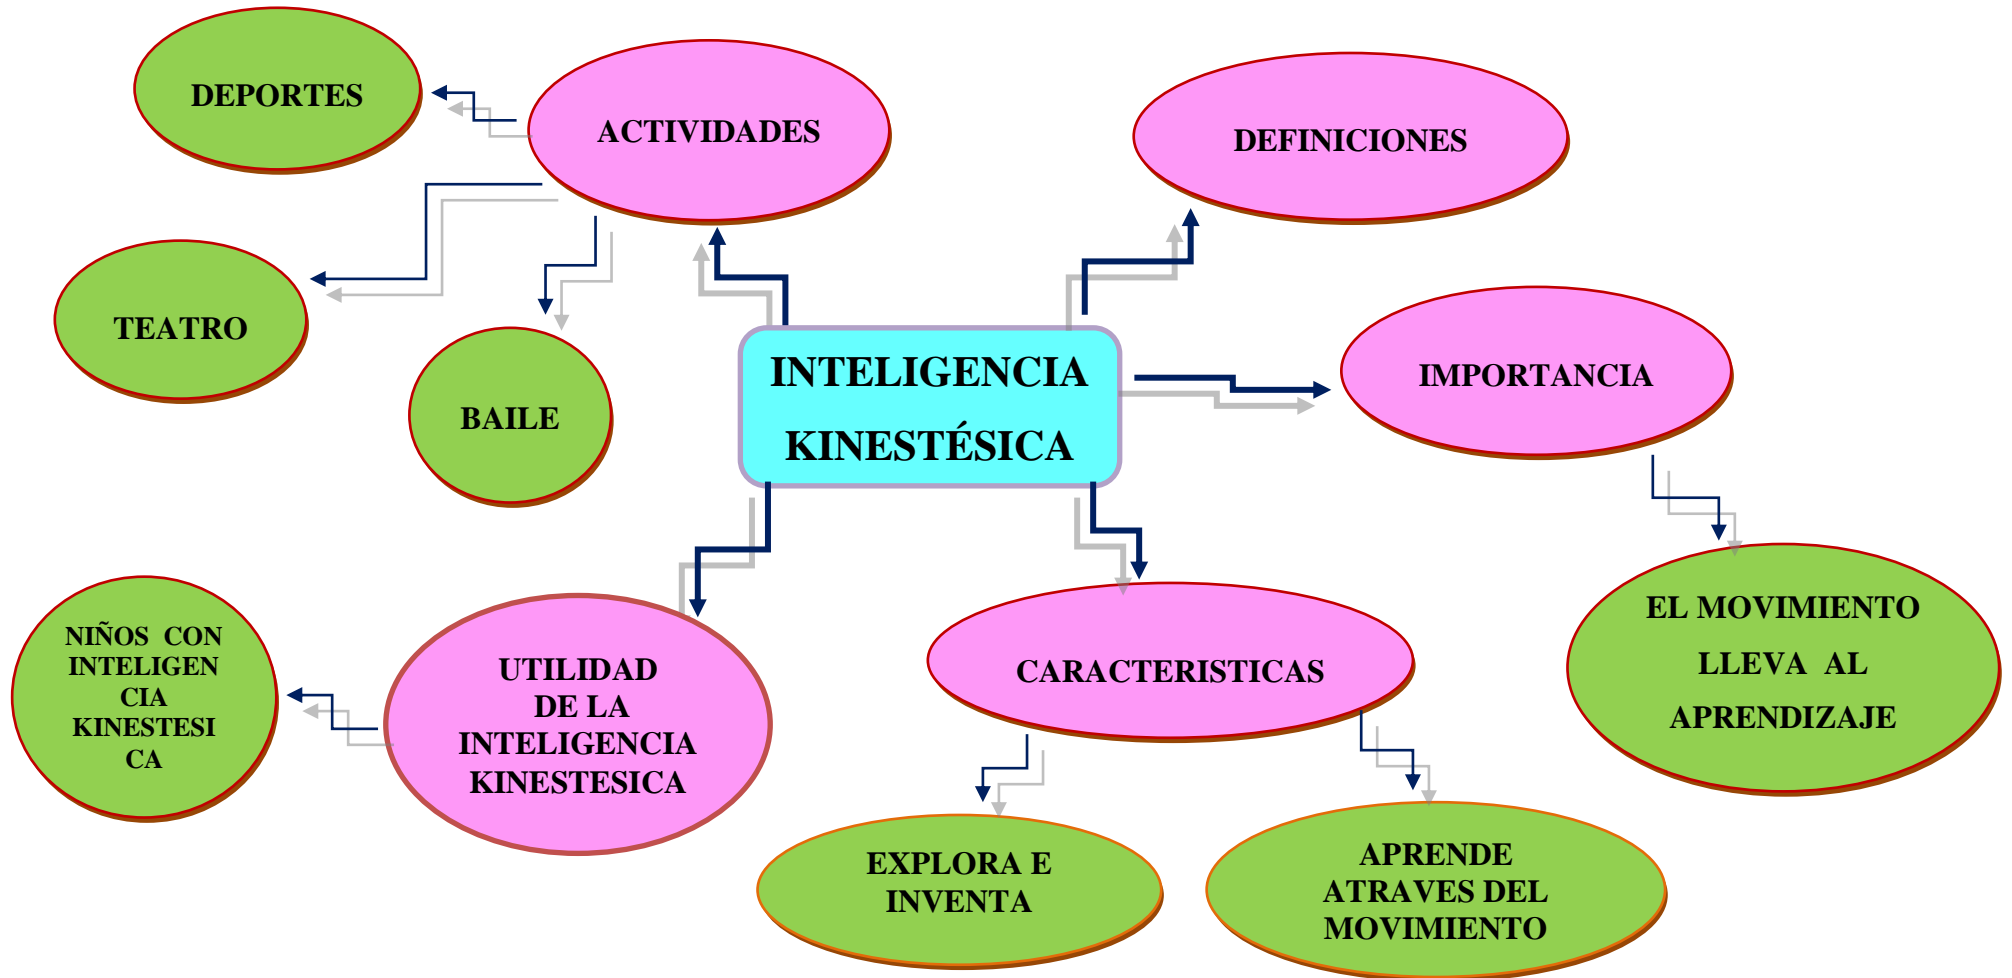 DEPORTES
ACTIVIDADES
DEFINICIONES
TEATRO
BAILE
INTELIGENCIA
KINESTÉSICA
IMPORTANCIA
EL MOVIMIENTO
LLEVA AL
APRENDIZAJE
NIÑOS CON
INTELIGEN
CIA
KINESTESI
CA
UTILIDAD
DE LA
INTELIGENCIA
KINESTESICA
CARACTERISTICAS
EXPLORA E
INVENTA
APRENDE
ATRAVES DEL
MOVIMIENTO